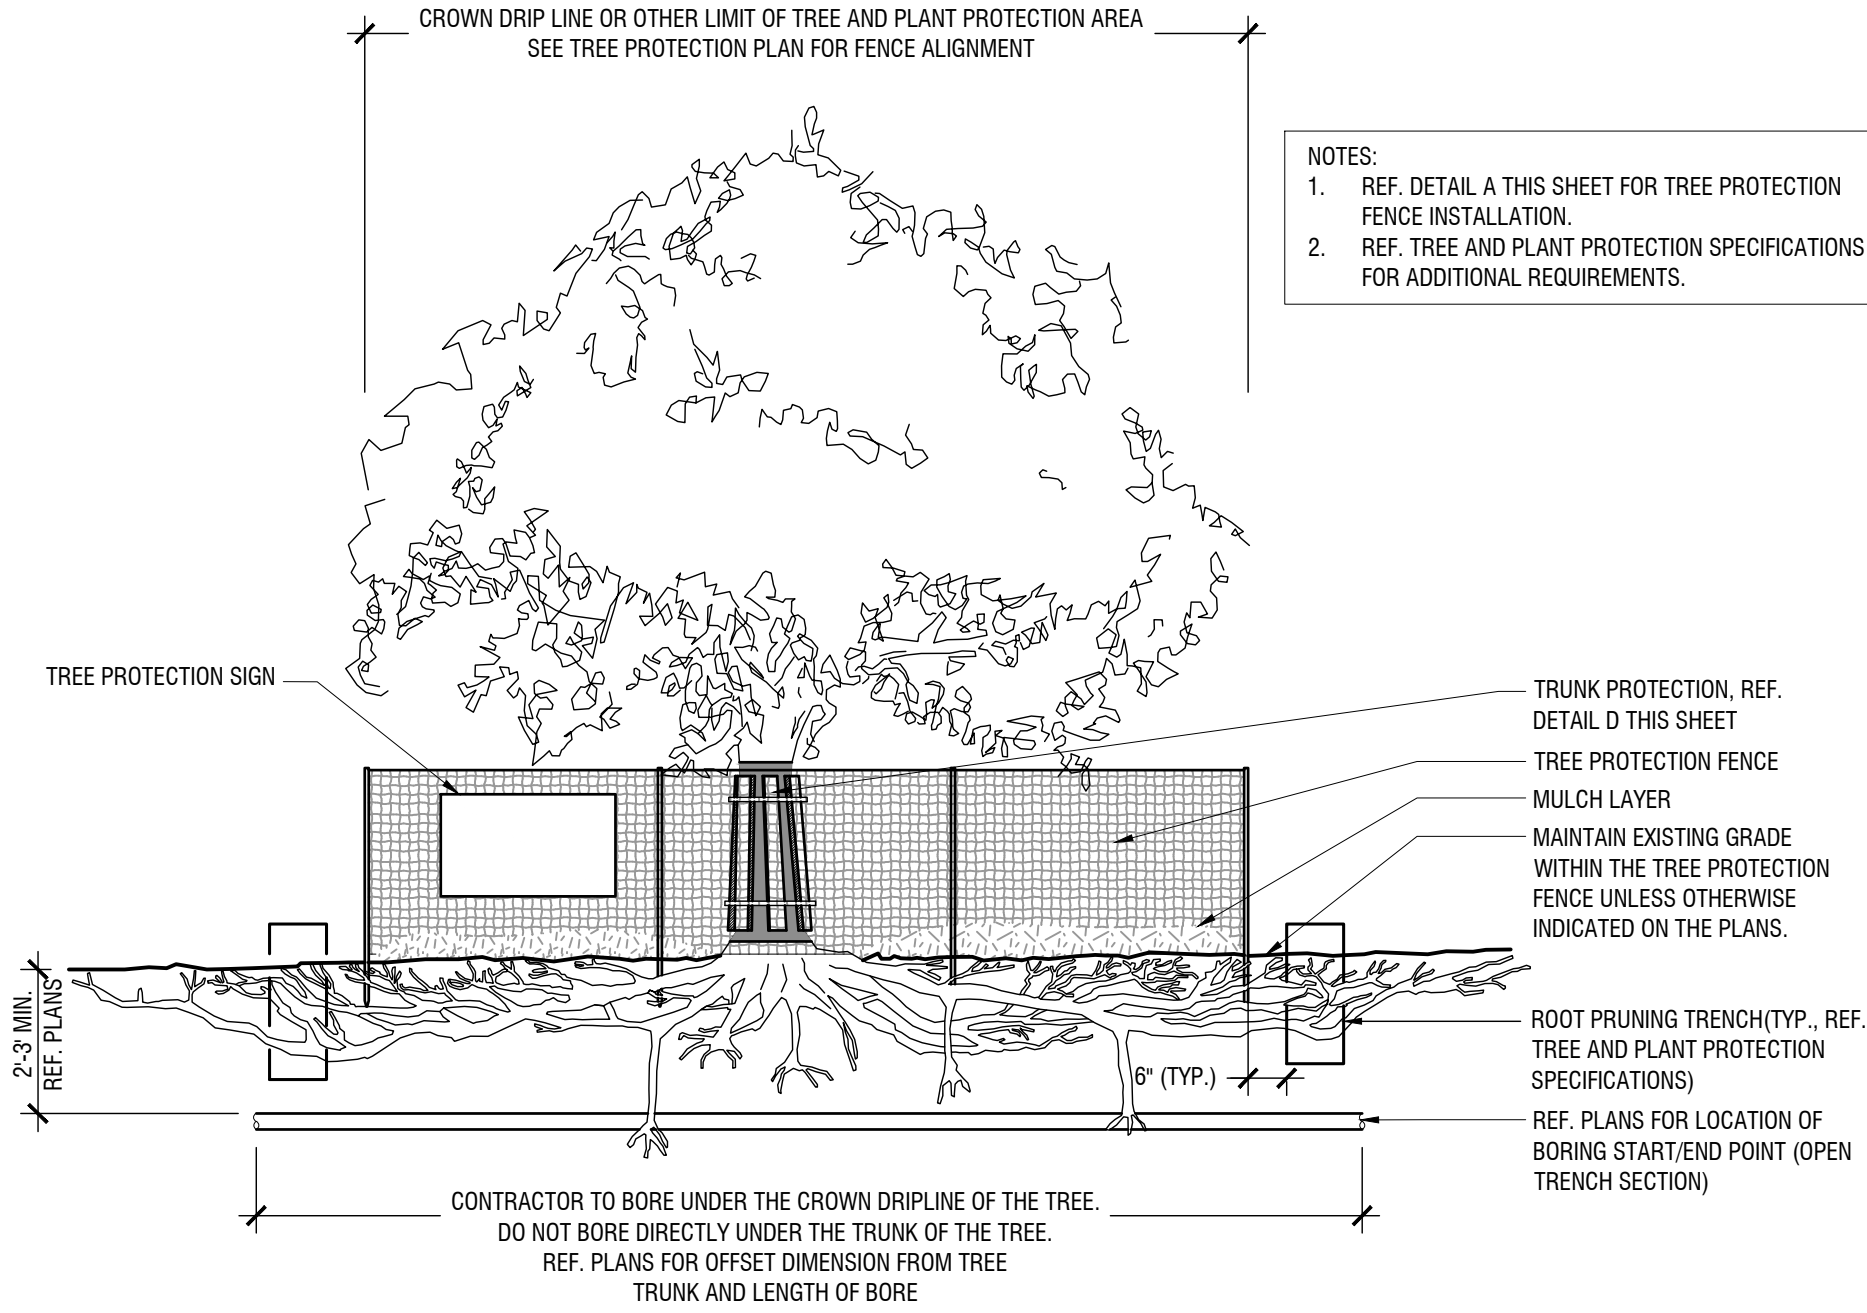 CROWN DRIP LINE OR OTHER LIMIT OF TREE AND PLANT PROTECTION AREA
SEE TREE PROTECTION PLAN FOR FENCE ALIGNMENT
NOTES:
1. REF. DETAIL A THIS SHEET FOR TREE PROTECTION
FENCE INSTALLATION.
2. REF. TREE AND PLANT PROTECTION SPECIFICATIONS
FOR ADDITIONAL REQUIREMENTS.
TREE PROTECTION SIGN
TRUNK PROTECTION, REF.
DETAIL D THIS SHEET
TREE PROTECTION FENCE
MULCH LAYER
MAINTAIN EXISTING GRADE
WITHIN THE TREE PROTECTION
FENCE UNLESS OTHERWISE
INDICATED ON THE PLANS.
2'-3' MIN.
REF. PLANS
6" (TYP.)
ROOT PRUNING TRENCH(TYP., REF.
TREE AND PLANT PROTECTION
SPECIFICATIONS)
REF. PLANS FOR LOCATION OF
BORING START/END POINT (OPEN
TRENCH SECTION)
CONTRACTOR TO BORE UNDER THE CROWN DRIPLINE OF THE TREE.
DO NOT BORE DIRECTLY UNDER THE TRUNK OF THE TREE.
REF. PLANS FOR OFFSET DIMENSION FROM TREE
TRUNK AND LENGTH OF BORE